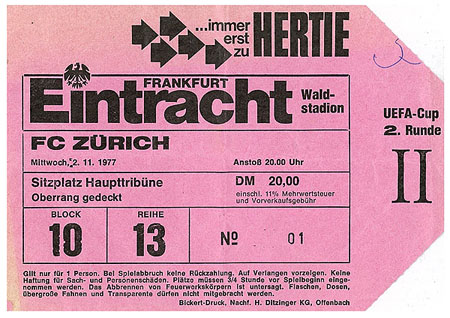 ...immer
erst
zu HERTIE
FRANKFURT
Eintracht
Wald-
stadion
UEFA-Cup
2. Runde
II
FC ZÜRICH
Mittwoch, 2. 11. 1977
Anstoß 20.00 Uhr
Sitzplatz Haupttribüne
Oberrang gedeckt
DM 20,00
einschl. 11% Mehrwertsteuer
und Vorverkaufsgebühr
BLOCK
10
REIHE
13
No 01
Gilt nur für 1 Person. Bei Spielabbruch keine Rückzahlung. Auf Verlangen vorzeigen. Keine
Haftung für Sach- und Personenschäden. Plätze müssen 3/4 Stunde vor Spielbeginn einge-
nommen werden. Das Abbrennen von Feuerwerkskörpern ist untersagt. Flaschen, Dosen,
übergroße Fahnen und Transparente dürfen nicht mitgebracht werden.
Bickert-Druck, Nachf. H. Ditzinger KG, Offenbach